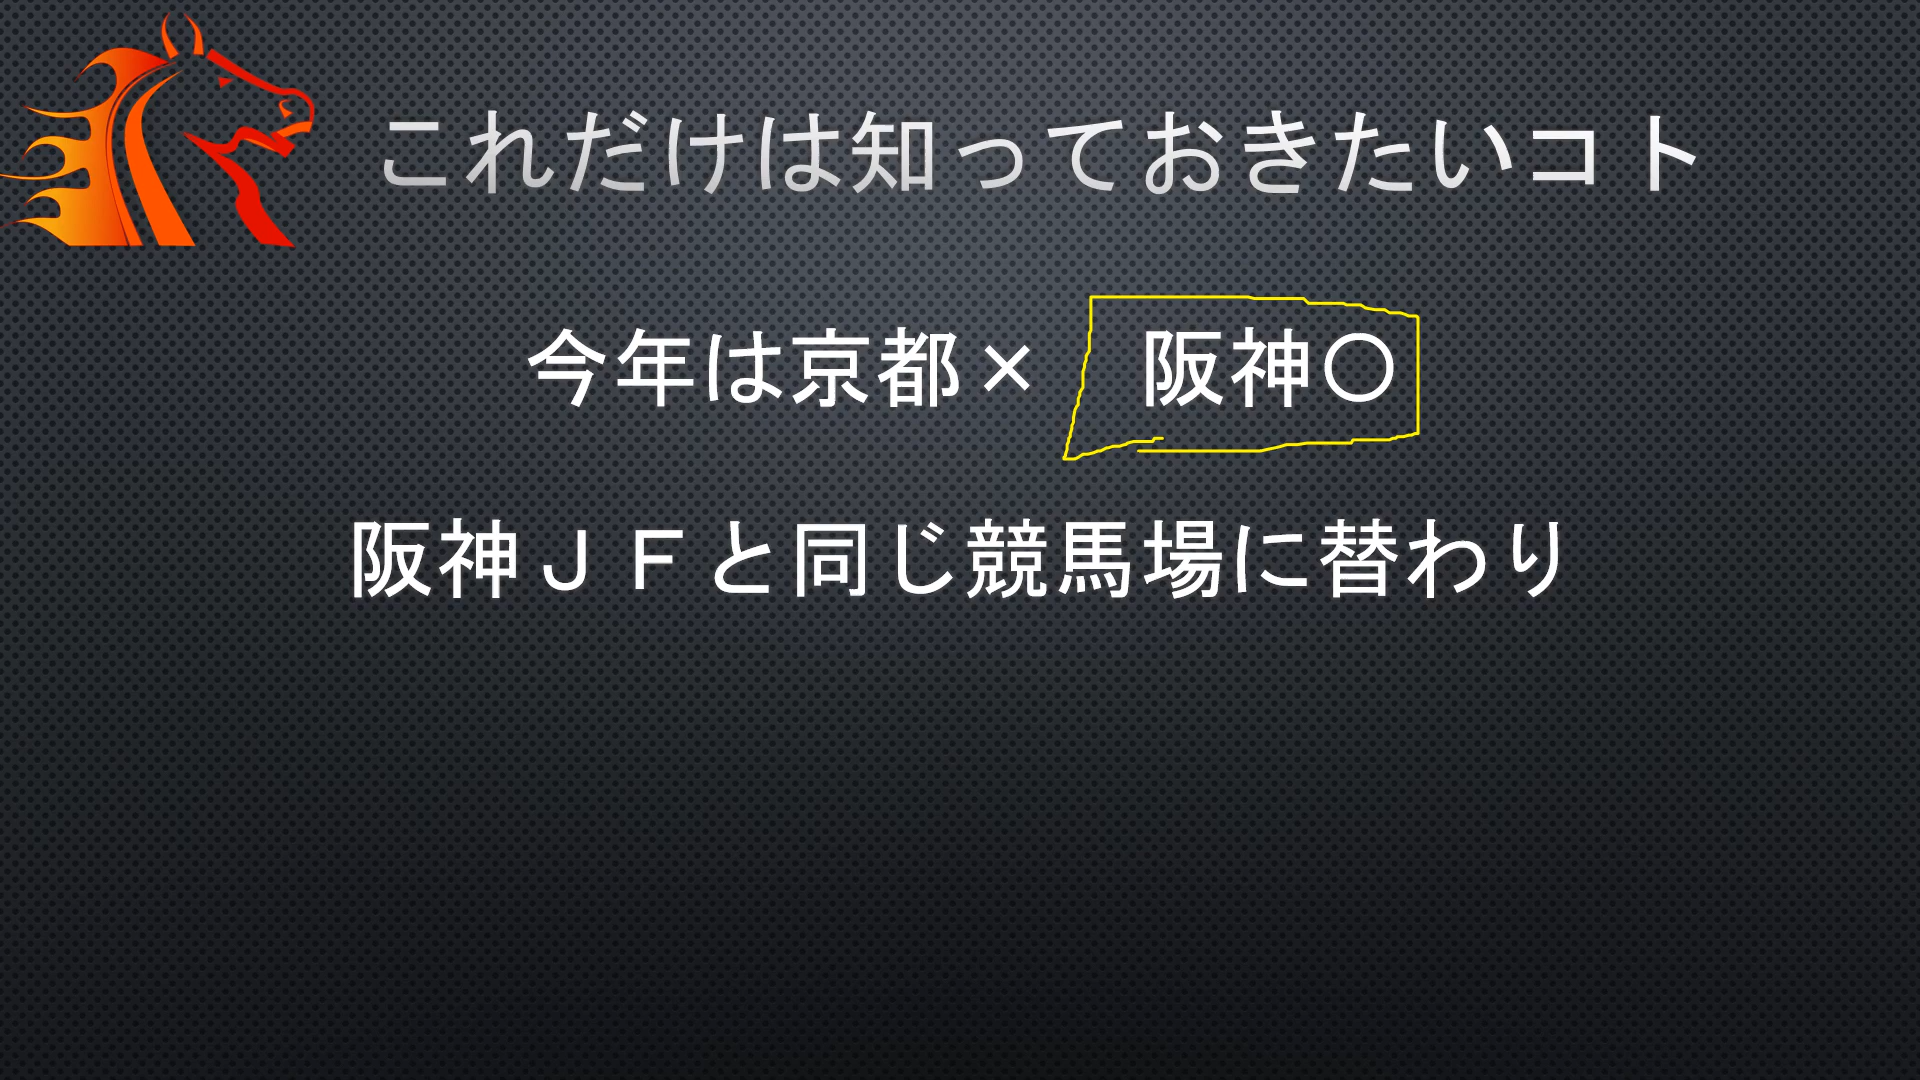 これだけは知っておきたいコト
今年は京都×　阪神○
阪神ＪＦと同じ競馬場に替わり